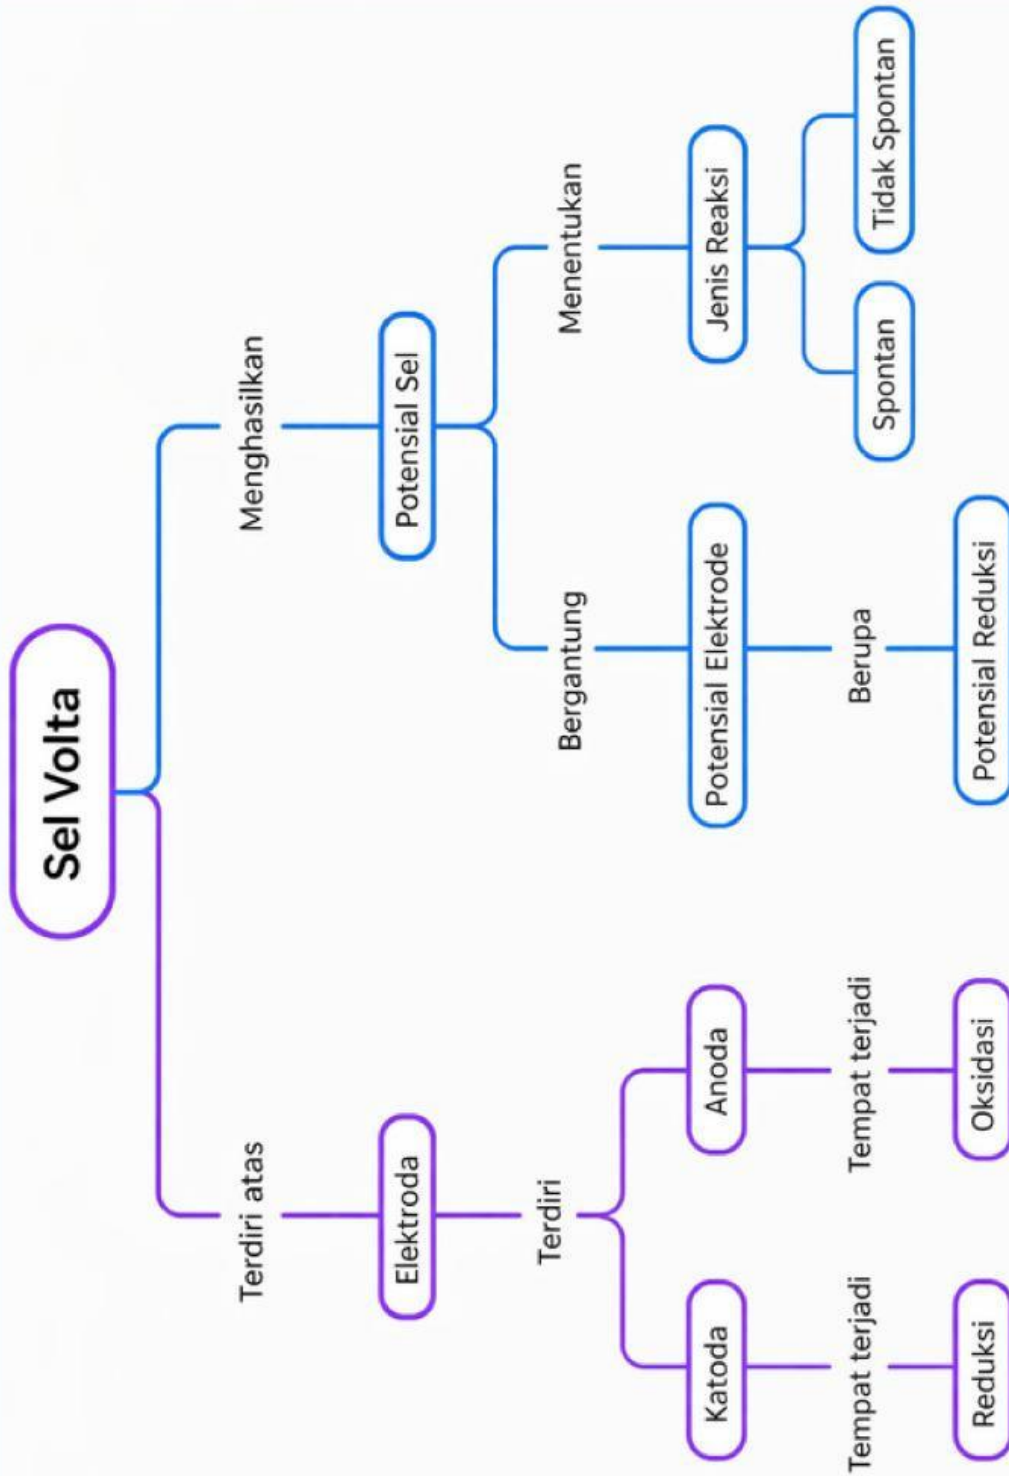 Sel Volta
Terdiri atas
Menghasilkan
Elektroda
Potensial Sel
Terdiri
Bergantung
Menentukan
Katoda
Anoda
Potensial Elektrode
Jenis Reaksi
Tempat terjadi
Tempat terjadi
Berupa
Spontan
Tidak Spontan
Reduksi
Oksidasi
Potensial Reduksi